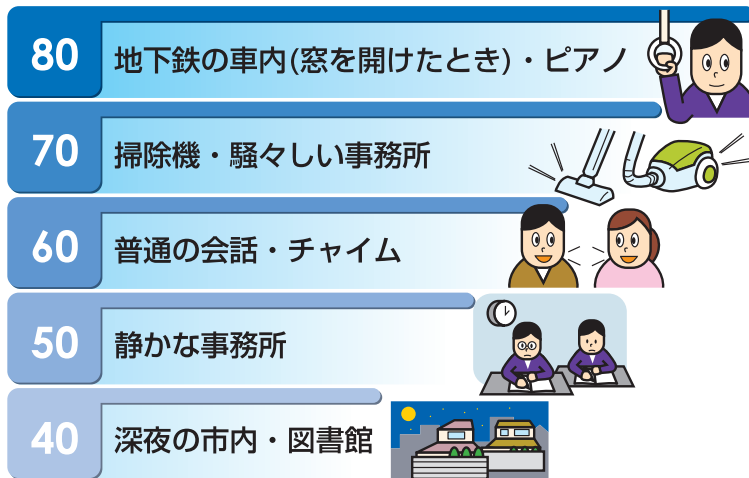 80 地下鉄の車内(窓を開けたとき)・ピアノ
70 掃除機・騒々しい事務所
60 普通の会話・チャイム
50 静かな事務所
40 深夜の市内・図書館